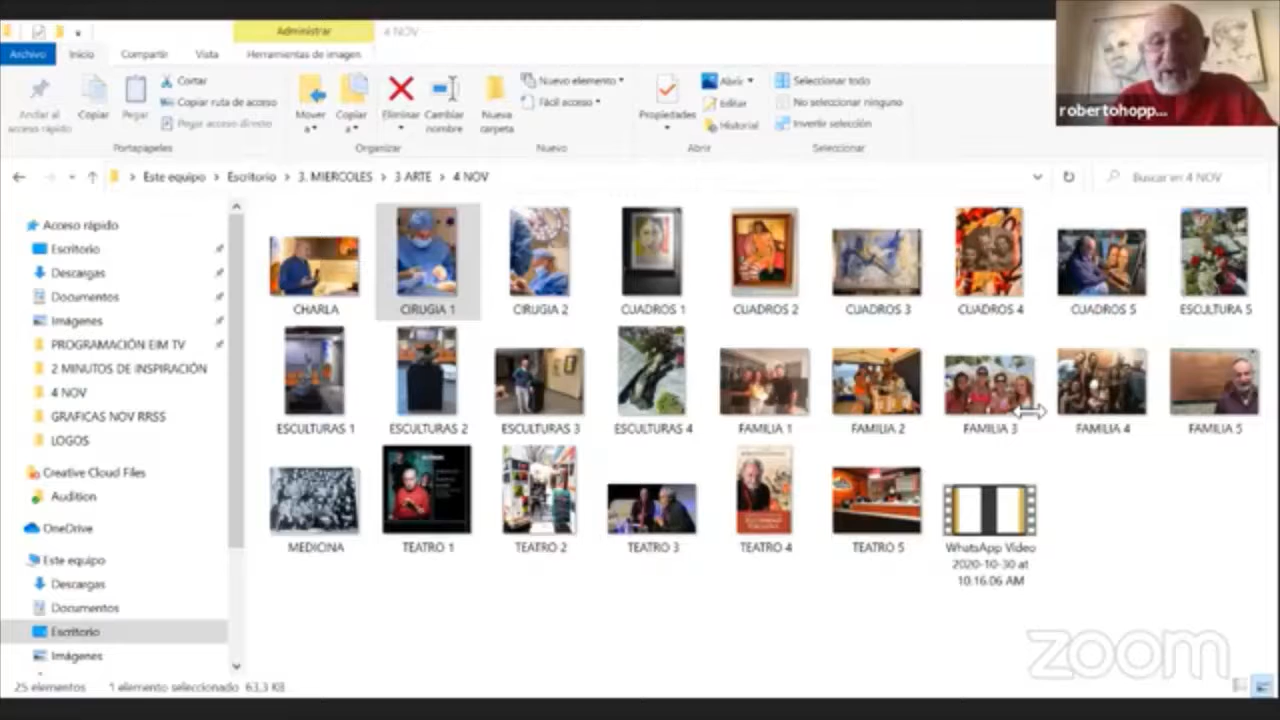 Administrar
4 NOV
Archivo Inicio Compartir Vista Herramientas de imagen
Anclar al acceso rápido
Copiar
Pegar
Cortar
Copiar ruta de acceso
Pegar acceso directo
Portapapeles
Mover a
Copiar a
Eliminar
Cambiar nombre
Organizar
Nueva carpeta
Nuevo elemento
Fácil acceso
Nuevo
Propiedades
Abrir
Editar
Historial
Abrir
Seleccionar todo
No seleccionar ninguno
Invertir selección
Seleccionar
robertohopp...
Este equipo > Escritorio > 3. MIERCOLES > 3 ARTE > 4 NOV
Buscar en 4 NOV
Acceso rápido
Escritorio
Descargas
Documentos
Imágenes
PROGRAMACIÓN EIM TV
2 MINUTOS DE INSPIRACIÓN
4 NOV
GRAFICAS NOV RRSS
LOGOS
Creative Cloud Files
Audition
OneDrive
Este equipo
Descargas
Documentos
Escritorio
Imágenes
CHARLA CIRUGIA 1 CIRUGIA 2 CUADROS 1 CUADROS 2 CUADROS 3 CUADROS 4 CUADROS 5 ESCULTURA 5
ESCULTURAS 1 ESCULTURAS 2 ESCULTURAS 3 ESCULTURAS 4 FAMILIA 1 FAMILIA 2 FAMILIA 3 FAMILIA 4 FAMILIA 5
MEDICINA TEATRO 1 TEATRO 2 TEATRO 3 TEATRO 4 TEATRO 5 WhatsApp Video
2020-10-30 at
10.16.06 AM
zoom
25 elementos 1 elemento seleccionado 63,3 KB